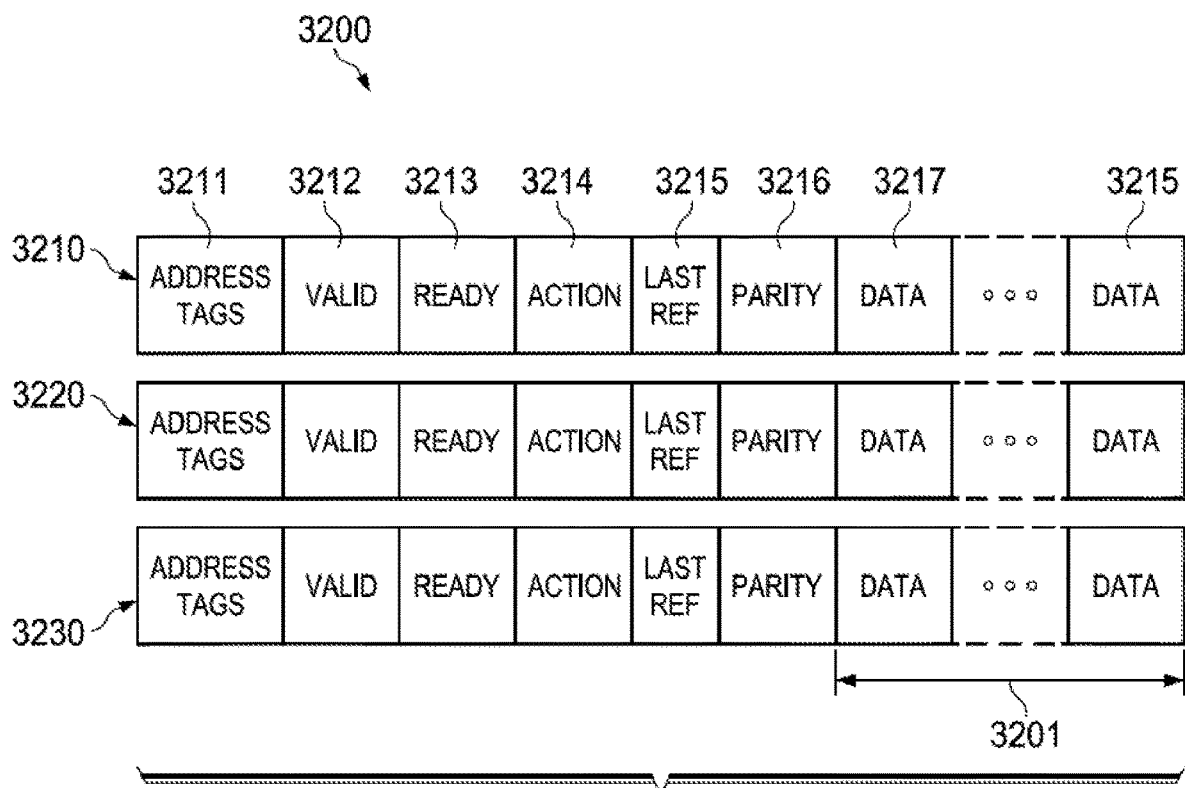 3200
3211 3212 3213 3214 3215 3216 3217 3215
3210
ADDRESS TAGS VALID READY ACTION LAST REF PARITY DATA ○ ○ ○ DATA
3220
ADDRESS TAGS VALID READY ACTION LAST REF PARITY DATA ○ ○ ○ DATA
3230
ADDRESS TAGS VALID READY ACTION LAST REF PARITY DATA ○ ○ ○ DATA
3201